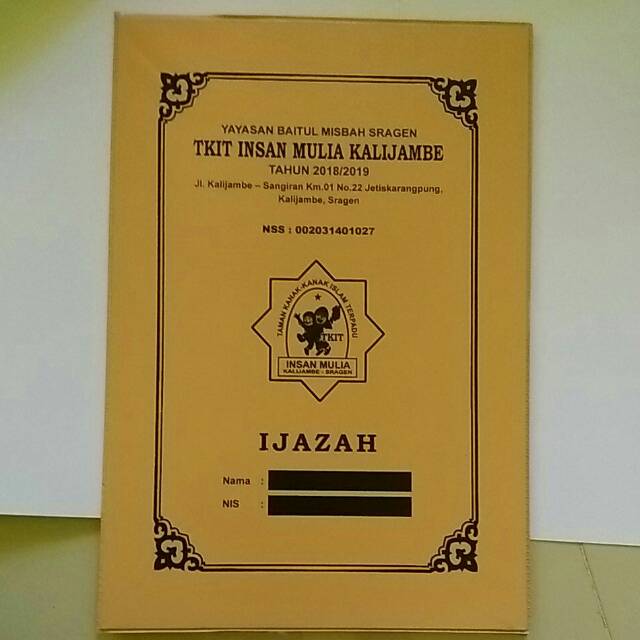 YAYASAN BAITUL MISBAH SRAGEN
TKIT INSAN MULIA KALIJAMBE
TAHUN 2018/2019
Jl. Kalijambe – Sangiran Km.01 No.22 Jetiskarangpung,
Kalijambe, Sragen
NSS : 002031401027
TAMAN KANAK-KANAK ISLAM TERPADU
TKIT
INSAN MULIA
KALIJAMBE - SRAGEN
IJAZAH
Nama :
NIS :